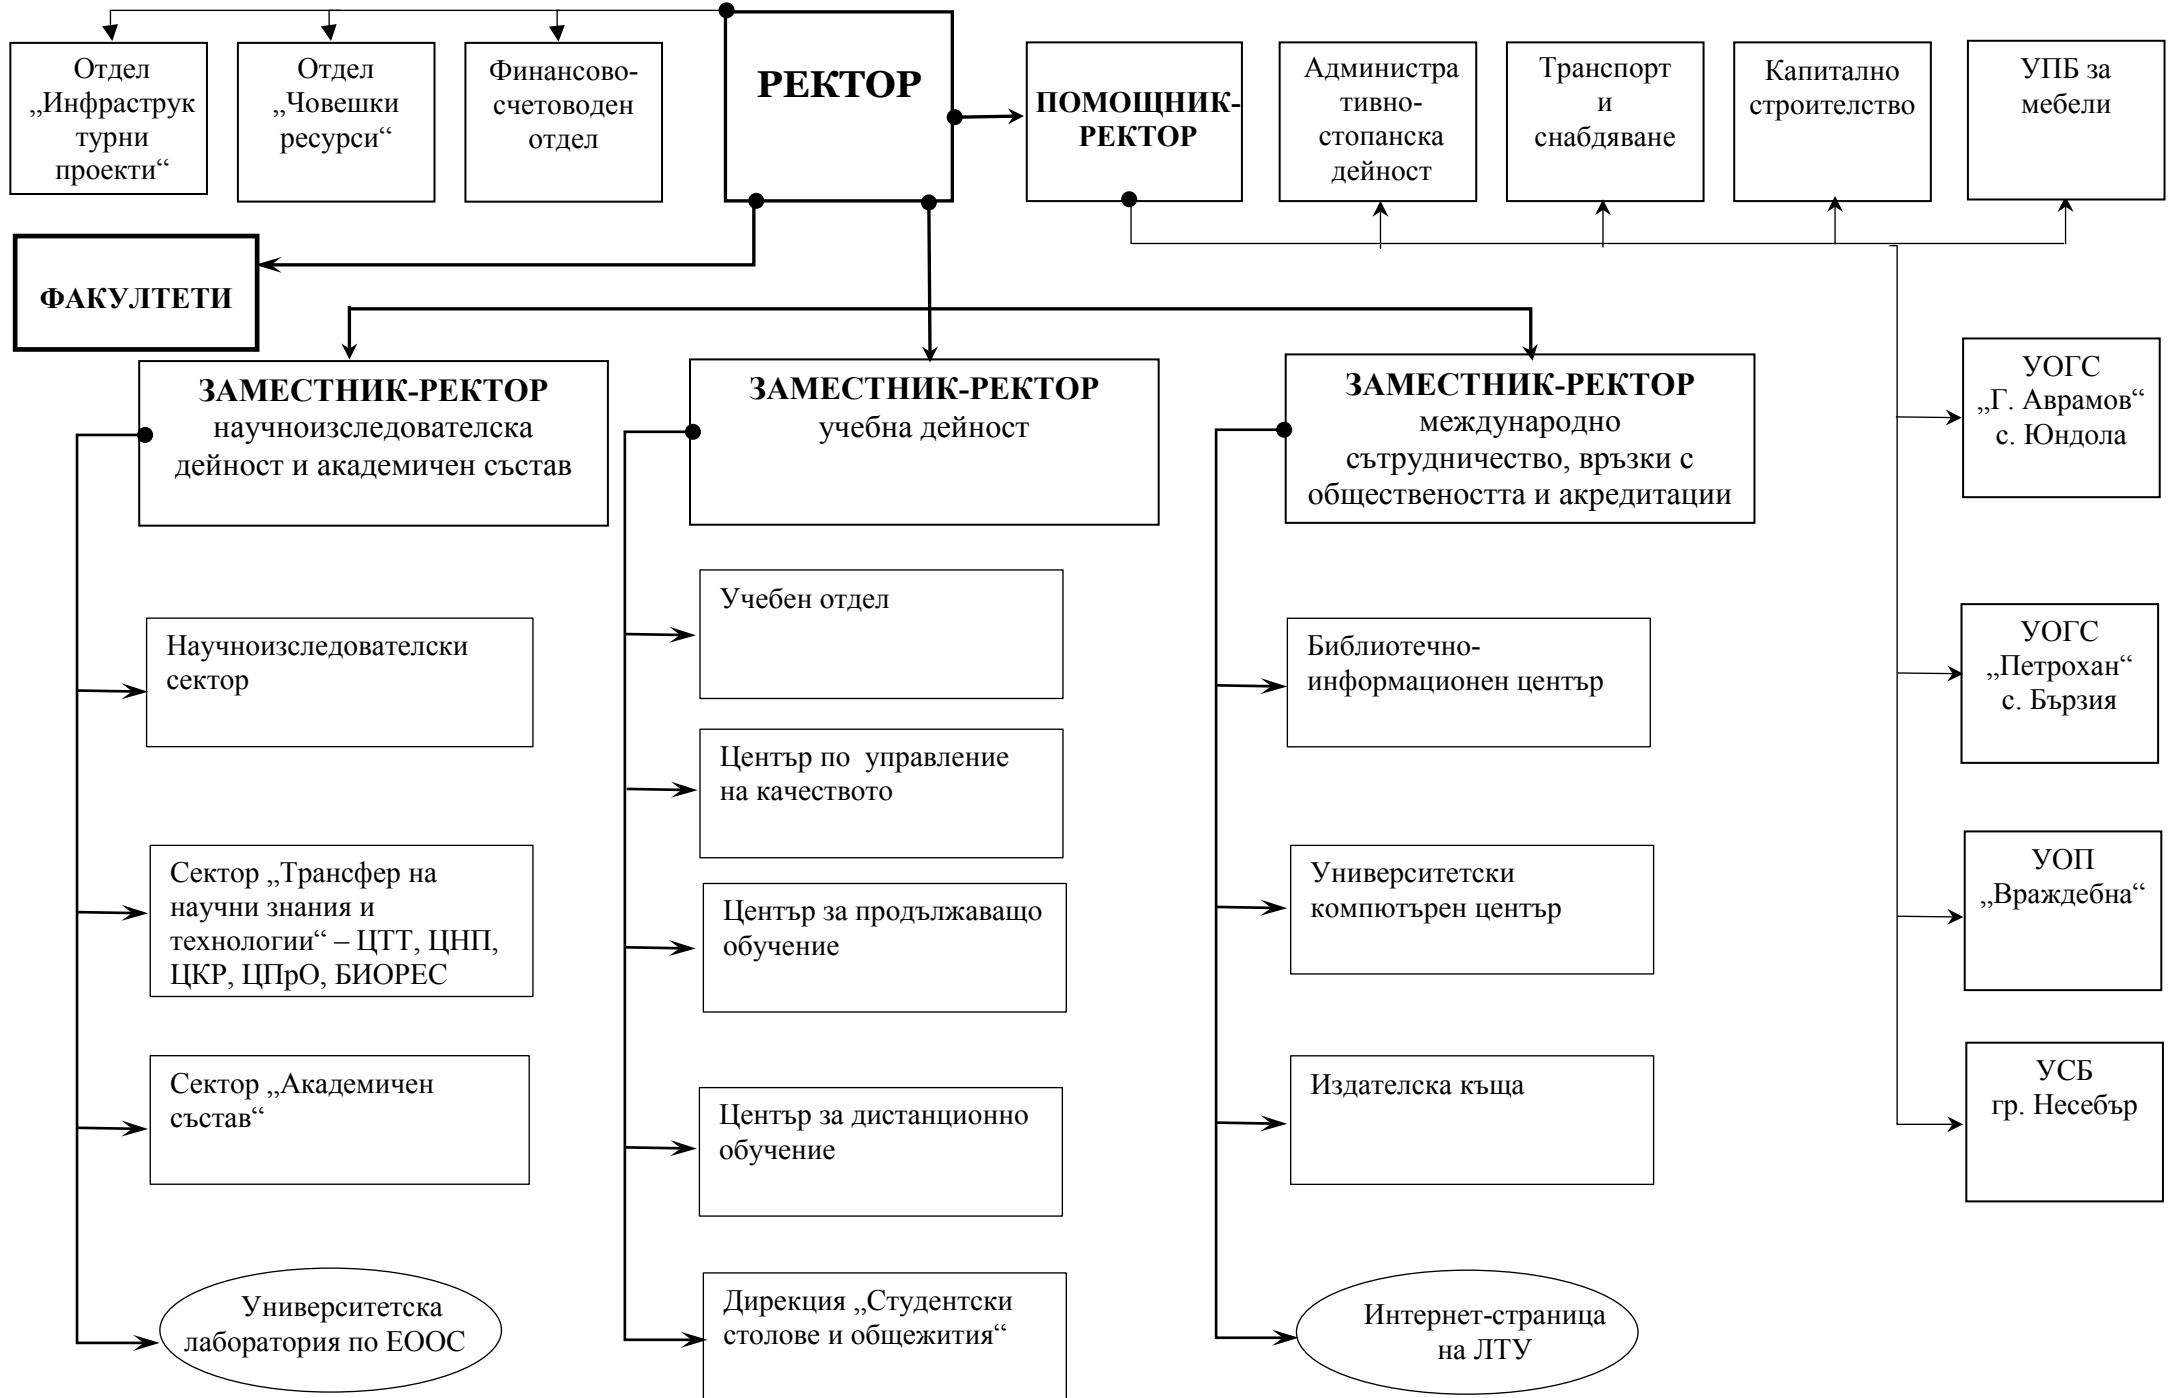 Отдел
„Инфраструк
турни
проекти“
Отдел
„Човешки
ресурси“
Финансово-
счетоводен
отдел
РЕКТОР
ПОМОЩНИК-
РЕКТОР
Администра
тивно-
стопанска
дейност
Транспорт
и
снабдяване
Капитално
строителство
УПБ за
мебели
ФАКУЛТЕТИ
ЗАМЕСТНИК-РЕКТОР
научноизследователска
дейност и академичен състав
ЗАМЕСТНИК-РЕКТОР
учебна дейност
ЗАМЕСТНИК-РЕКТОР
международно
сътрудничество, връзки с
обществеността и акредитации
УОГС
„Г. Аврамов“
с. Юндола
Научноизследователски
сектор
Сектор „Трансфер на
научни знания и
технологии“ – ЦТТ, ЦНП,
ЦКР, ЦПрО, БИОРЕС
Сектор „Академичен
състав“
Университетска
лаборатория по ЕООС
Учебен отдел
Център по  управление
на качеството
Център за продължаващо
обучение
Център за дистанционно
обучение
Дирекция „Студентски
столове и общежития“
Библиотечно-
информационен център
Университетски
компютърен център
Издателска къща
Интернет-страница
на ЛТУ
УОГС
„Петрохан“
с. Бързия
УОП
„Враждебна“
УСБ
гр. Несебър